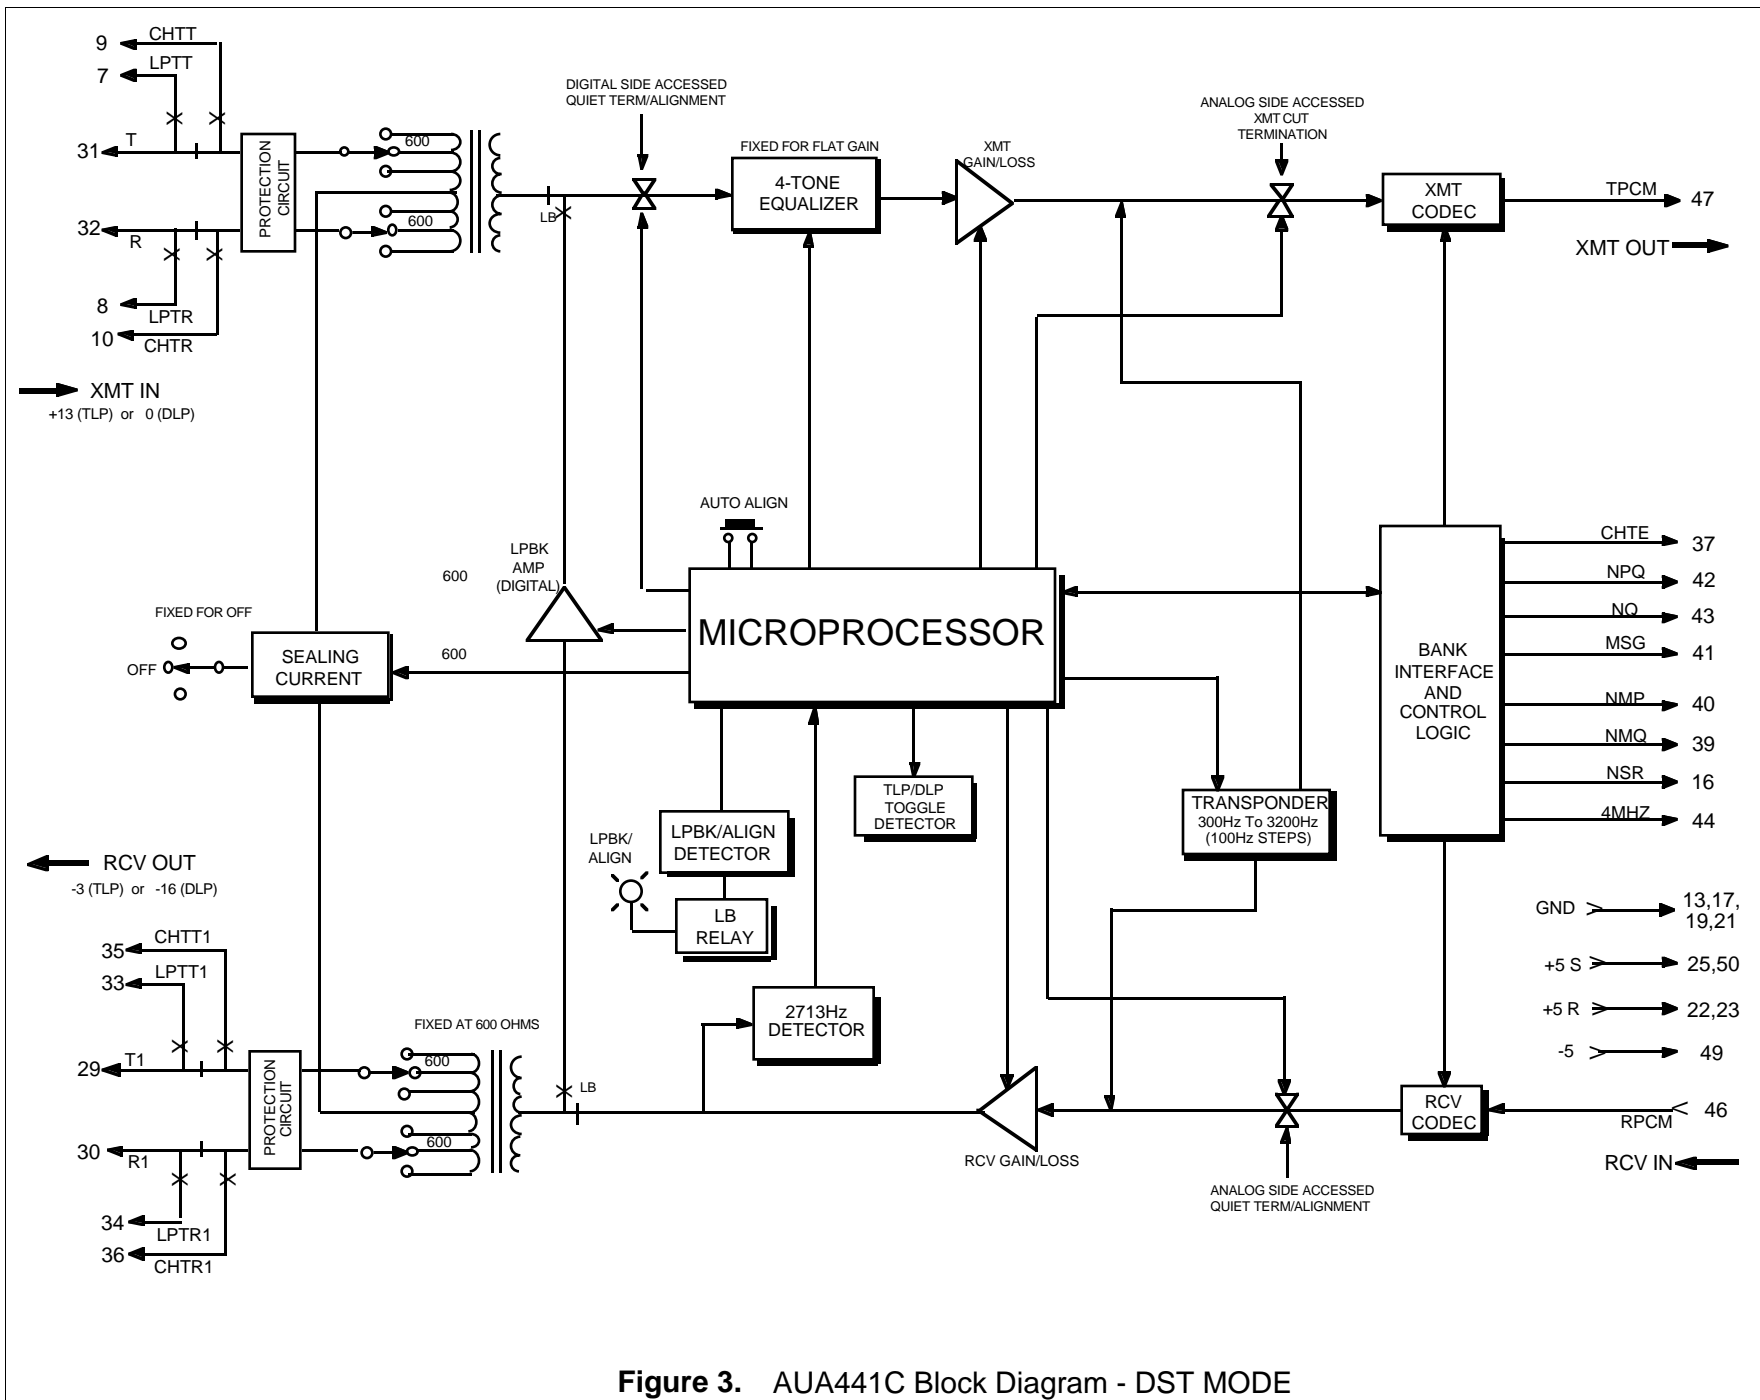 CHTT
9
LPTT
7
T
31
32
R
8
LPTR
10
CHTR
XMT IN
+13 (TLP) or 0 (DLP)
PROTECTION
CIRCUIT
600
600
LB
DIGITAL SIDE ACCESSED
QUIET TERM/ALIGNMENT
FIXED FOR FLAT GAIN
4-TONE
EQUALIZER
XMT
GAIN/LOSS
ANALOG SIDE ACCESSED
XMT CUT
TERMINATION
XMT
CODEC
TPCM
47
XMT OUT
AUTO ALIGN
LPBK
AMP
(DIGITAL)
600
600
FIXED FOR OFF
OFF
SEALING
CURRENT
MICROPROCESSOR
BANK
INTERFACE
AND
CONTROL
LOGIC
CHTE
37
NPQ
42
NQ
43
MSG
41
NMP
40
NMQ
39
NSR
16
4MHZ
44
TLP/DLP
TOGGLE
DETECTOR
TRANSPONDER
300Hz To 3200Hz
(100Hz STEPS)
LPBK/ALIGN
DETECTOR
LPBK/
ALIGN
LB
RELAY
RCV OUT
-3 (TLP) or -16 (DLP)
GND
13,17,
19,21
+5 S
25,50
+5 R
22,23
-5
49
35
CHTT1
33
LPTT1
29
T1
30
R1
34
LPTR1
36
CHTR1
PROTECTION
CIRCUIT
FIXED AT 600 OHMS
600
600
LB
2713Hz
DETECTOR
RCV GAIN/LOSS
ANALOG SIDE ACCESSED
QUIET TERM/ALIGNMENT
RCV
CODEC
RPCM
46
RCV IN
Figure 3. AUA441C Block Diagram - DST MODE